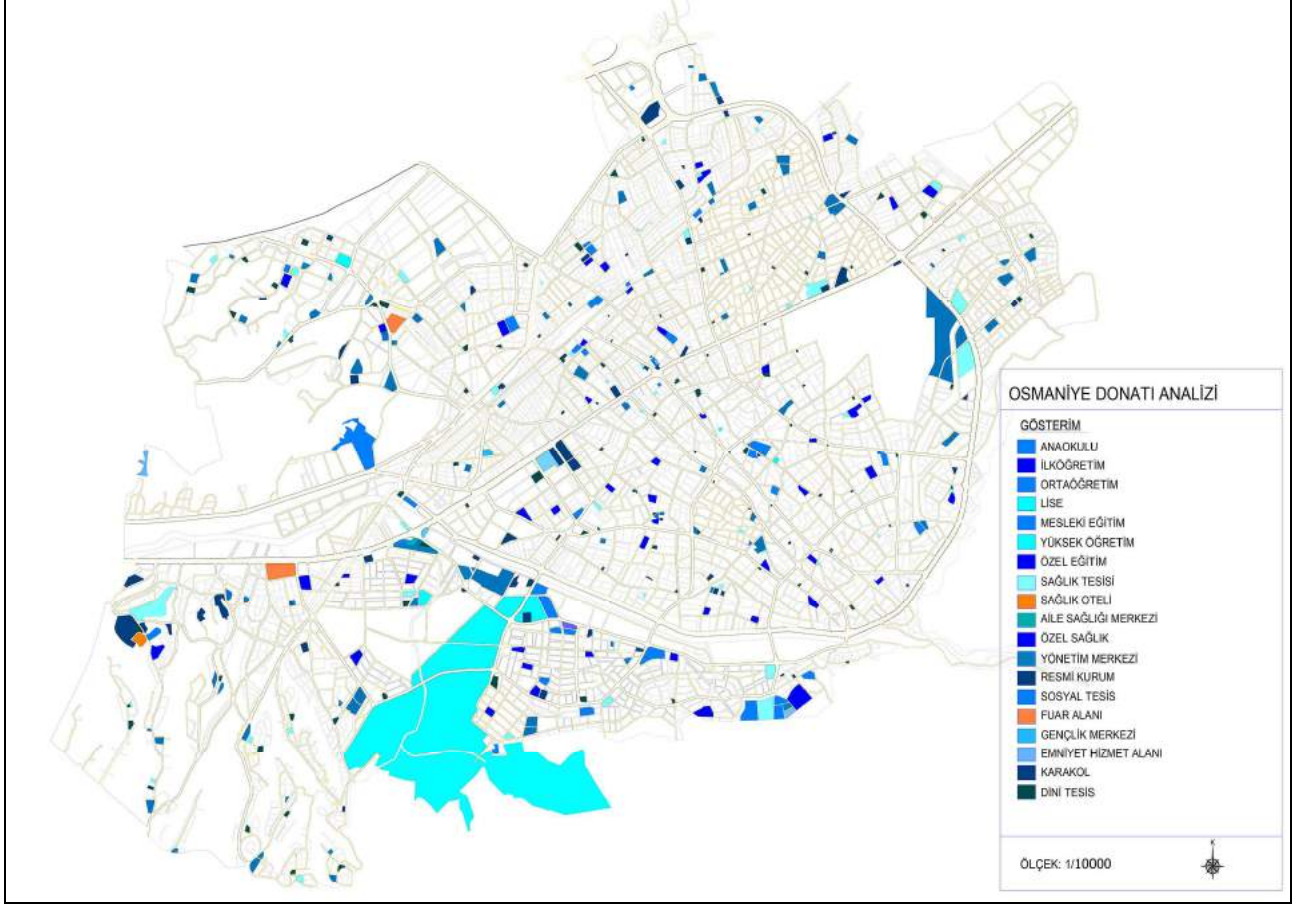 OSMANİYE DONATI ANALİZİ
GÖSTERİM
ANAOKULU
İLKÖĞRETİM
ORTAÖĞRETİM
LİSE
MESLEKİ EĞİTİM
YÜKSEK ÖĞRETİM
ÖZEL EĞİTİM
SAĞLIK TESİSİ
SAĞLIK OTELİ
AİLE SAĞLIĞI MERKEZİ
ÖZEL SAĞLIK
YÖNETİM MERKEZİ
RESMİ KURUM
SOSYAL TESİS
FUAR ALANI
GENÇLİK MERKEZİ
EMNİYET HİZMET ALANI
KARAKOL
DİNİ TESİS
K
ÖLÇEK: 1/10000